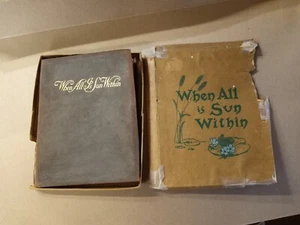 When All Is Sun Within
When All
is
Sun
Within